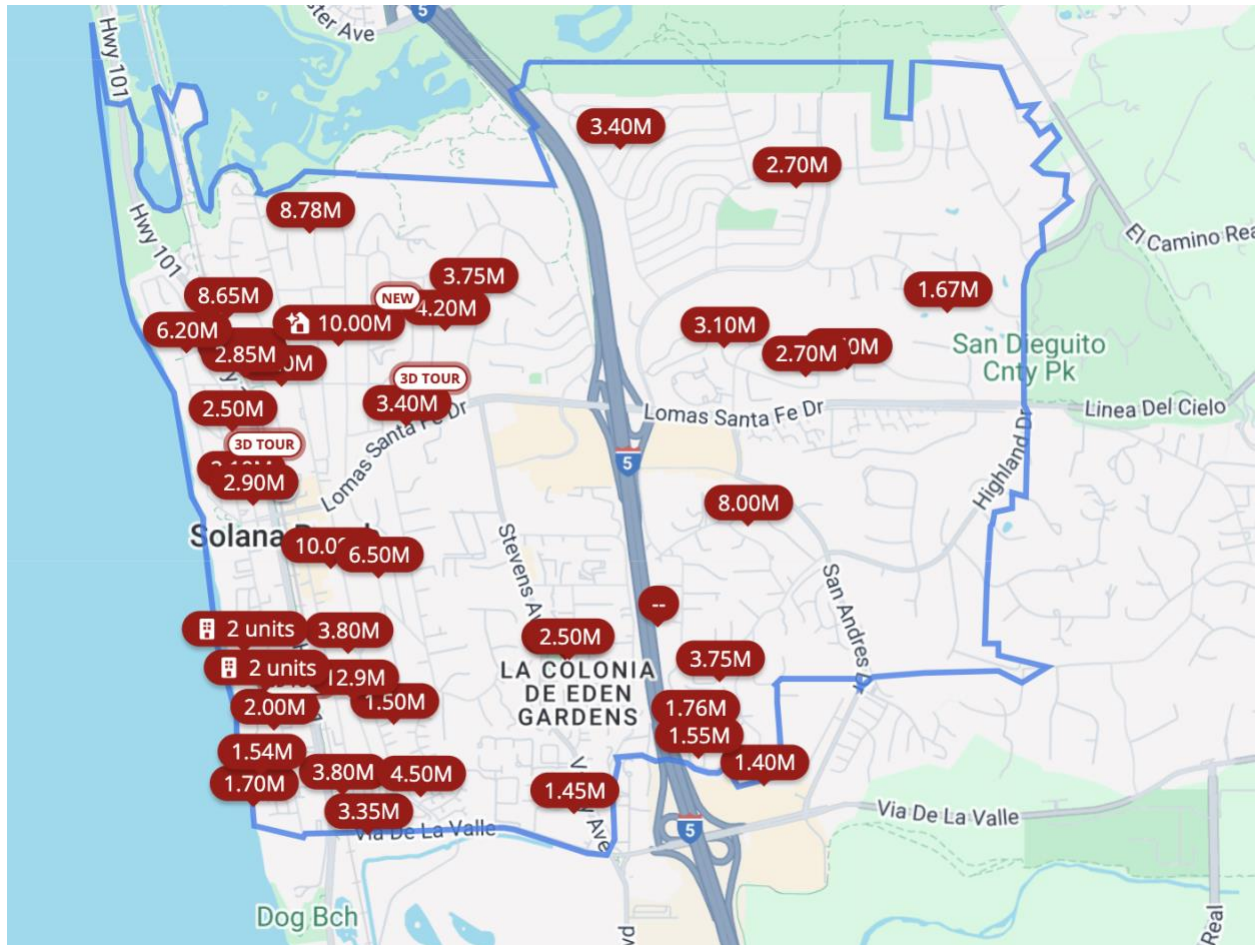 5
Hwy 101
Ave
3.40M
2.70M
8.78M
Hwy 101
El Camino Rea
3.75M
1.67M
8.65M
NEW
4.20M
10.00M
6.20M
3.10M
2.85M
2.70M
San Dieguito
Cnty Pk
3D TOUR
3.40M
2.50M
Lomas Santa Fe Dr
Lomas Santa Fe Dr
Linea Del Cielo
3D TOUR
5
2.90M
Highland Dr
8.00M
Solana
6.50M
Stevens
San Andres Dr
--
2 units
3.80M
2.50M
3.75M
LA COLONIA
DE EDEN
GARDENS
2 units
12.9M
1.50M
2.00M
1.76M
1.55M
1.54M
1.40M
1.70M
3.80M
4.50M
1.45M
3.35M
Via De La Valle
Ave
Via De La Valle
5
Dog Bch
Real